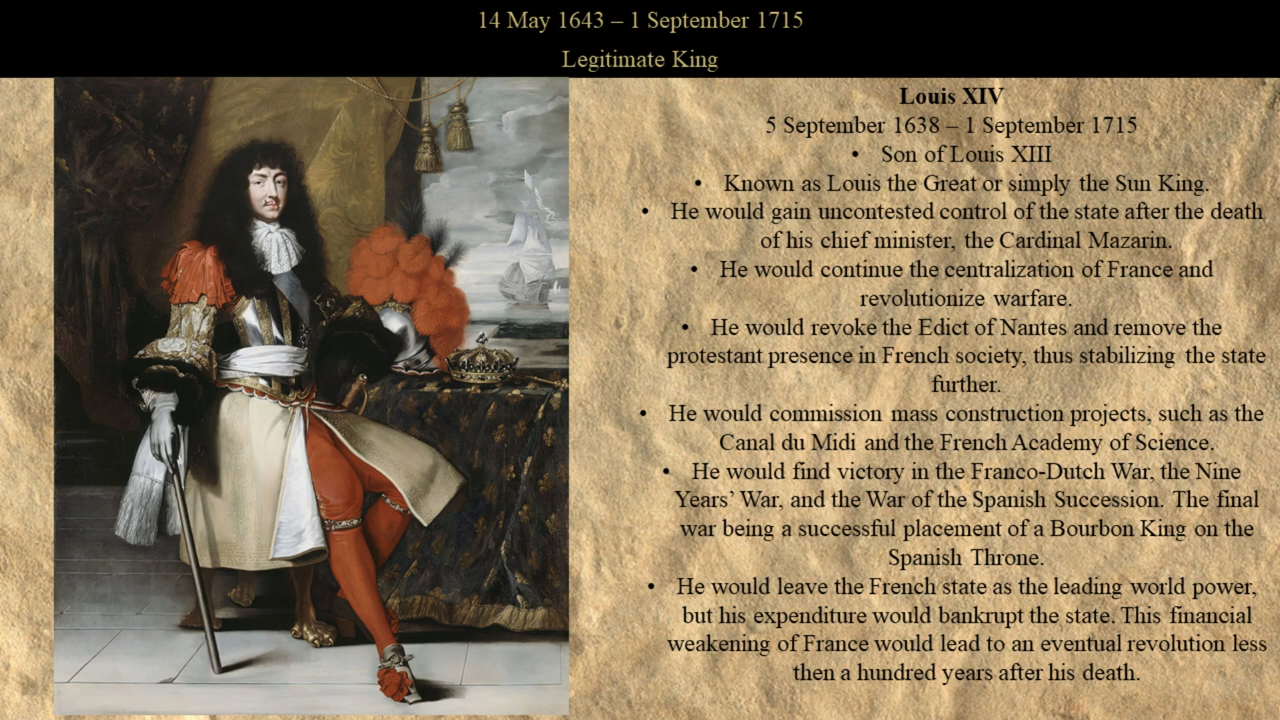 14 May 1643 – 1 September 1715
Legitimate King
Louis XIV
5 September 1638 – 1 September 1715
• Son of Louis XIII
• Known as Louis the Great or simply the Sun King.
• He would gain uncontested control of the state after the death
of his chief minister, the Cardinal Mazarin.
• He would continue the centralization of France and
revolutionize warfare.
• He would revoke the Edict of Nantes and remove the
protestant presence in French society, thus stabilizing the state
further.
• He would commission mass construction projects, such as the
Canal du Midi and the French Academy of Science.
• He would find victory in the Franco-Dutch War, the Nine
Years’ War, and the War of the Spanish Succession. The final
war being a successful placement of a Bourbon King on the
Spanish Throne.
• He would leave the French state as the leading world power,
but his expenditure would bankrupt the state. This financial
weakening of France would lead to an eventual revolution less
then a hundred years after his death.